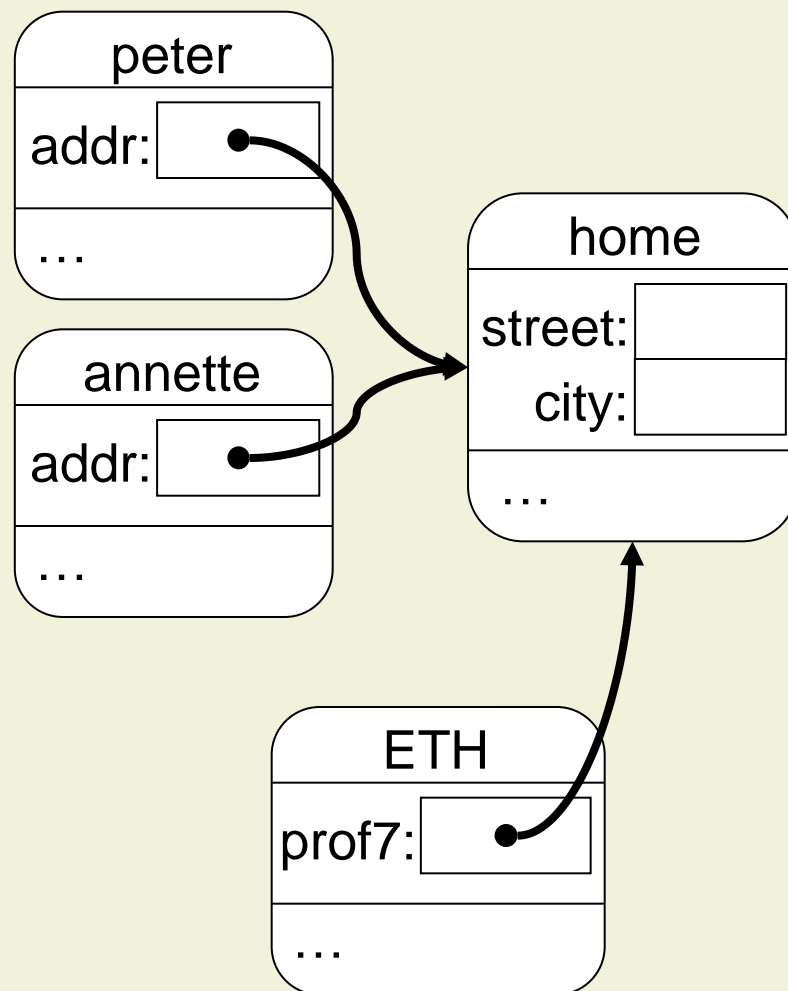 peter
addr:
…
annette
addr:
…
home
street:
city:
…
ETH
prof7:
…